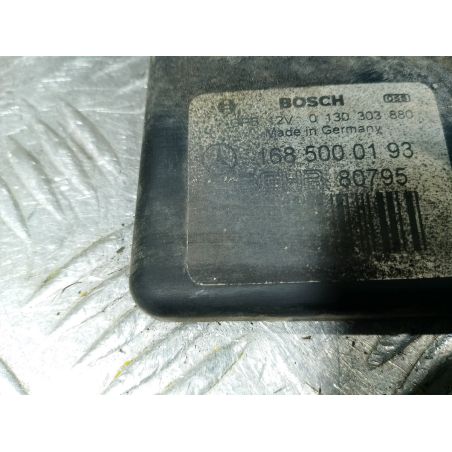 BOSCH
12V 0 130 303 880
Made in Germany
168 500 01 93
80795